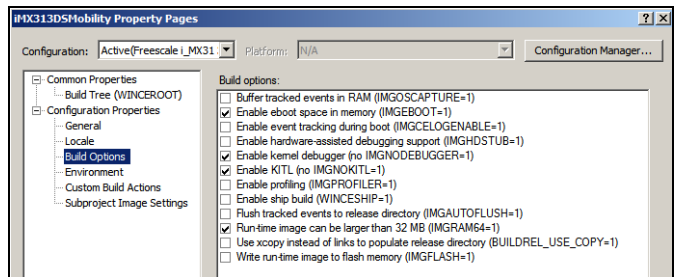 iMX313DSMobility Property Pages
Configuration: Active(Freescale i_MX31 Platform: N/A Configuration Manager...
Common Properties
Build Tree (WINCEROOT)
Configuration Properties
General
Locale
Build Options
Environment
Custom Build Actions
Subproject Image Settings
Build options:
Buffer tracked events in RAM (IMGOSCAPTURE=1)
Enable eboot space in memory (IMGEBOOT=1)
Enable event tracking during boot (IMGCELOGENABLE=1)
Enable hardware-assisted debugging support (IMGHDSTUB=1)
Enable kernel debugger (no IMGNODEBUGGER=1)
Enable KITL (no IMGNOKITL=1)
Enable profiling (IMGPROFILER=1)
Enable ship build (WINCESHIP=1)
Flush tracked events to release directory (IMGAUTOFLUSH=1)
Run-time image can be larger than 32 MB (IMGRAM64=1)
Use xcopy instead of links to populate release directory (BUILDREL_USE_COPY=1)
Write run-time image to flash memory (IMGFLASH=1)